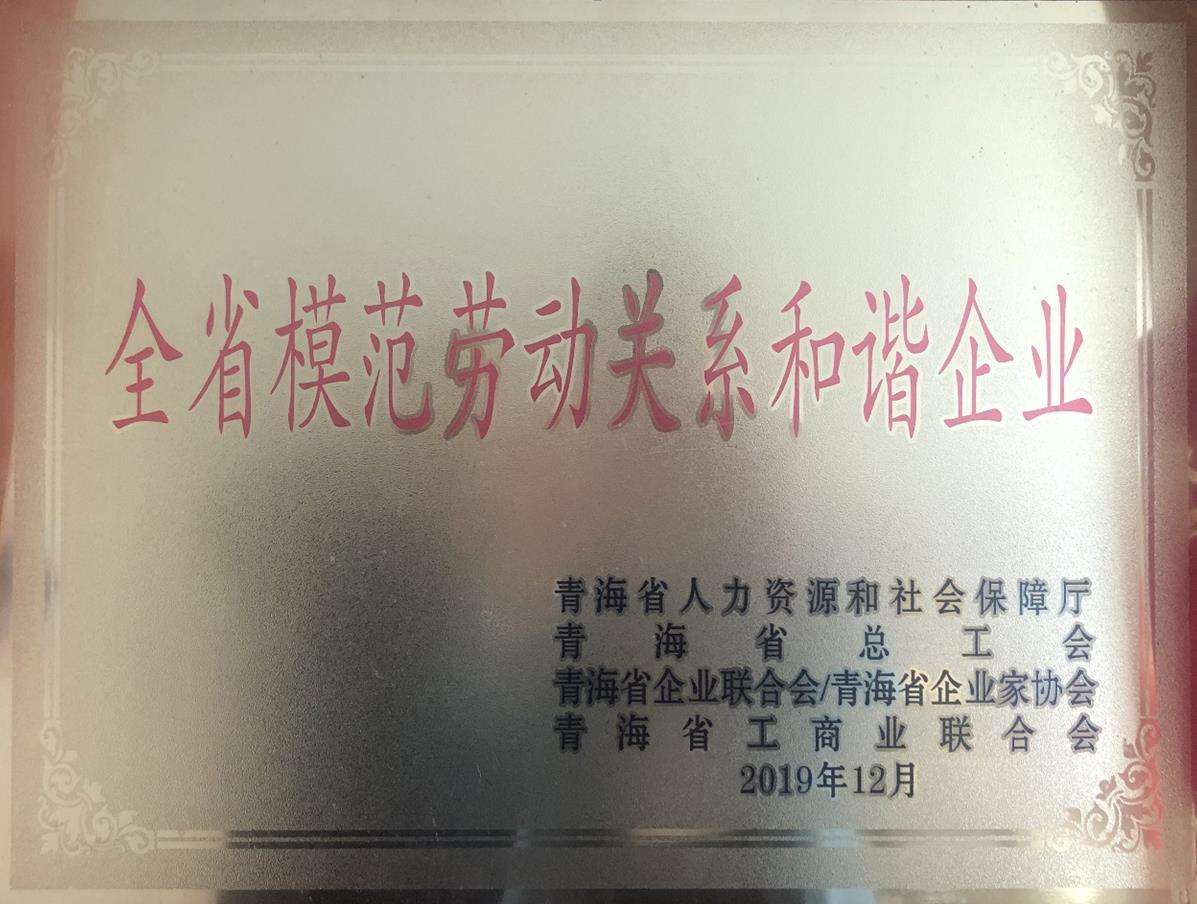 全省模范劳动关系和谐企业
青海省人力资源和社会保障厅
青海省总工会
青海省企业联合会/青海省企业家协会
青海省工商业联合会
2019年12月